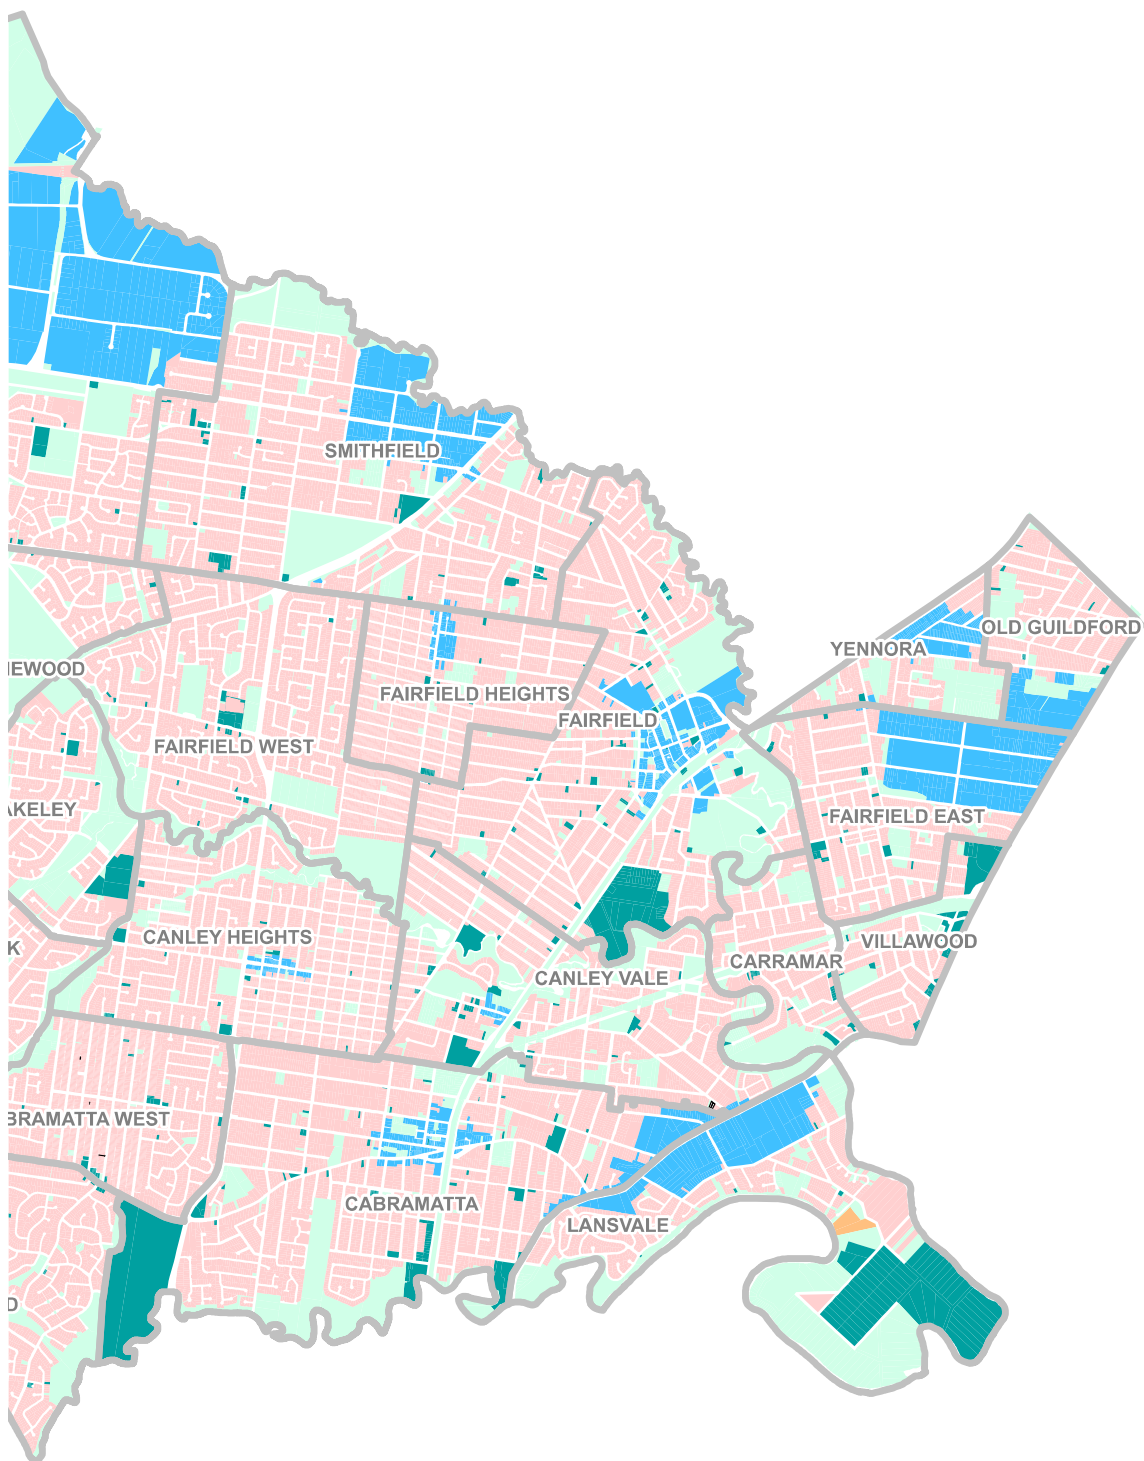 SMITHFIELD
OLD GUILDFORD
YENNORA
EWOOD
FAIRFIELD HEIGHTS
FAIRFIELD
FAIRFIELD WEST
AKELEY
FAIRFIELD EAST
CANLEY HEIGHTS
VILLAWOOD
K
CARRAMAR
CANLEY VALE
BRAMATTA WEST
CABRAMATTA
LANSVALE
D